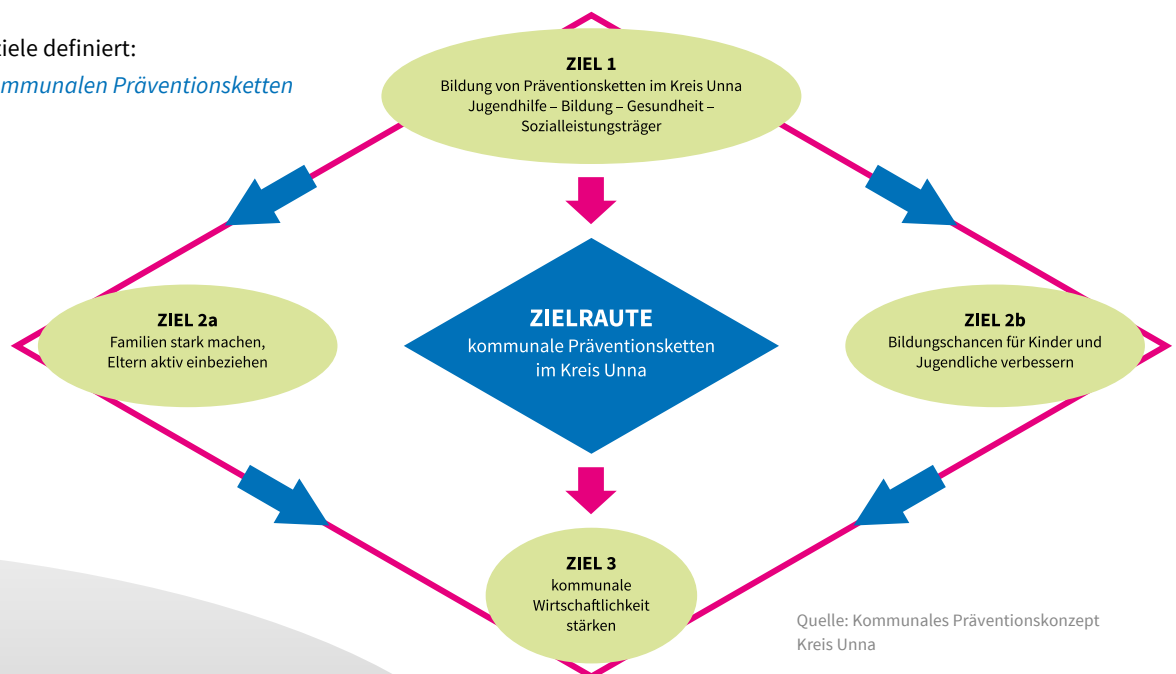 definiert:
Präventionsketten
ZIEL 1
Bildung von Präventionsketten im Kreis Unna
Jugendhilfe – Bildung – Gesundheit –
Sozialleistungsträger
ZIEL 2a
Familien stark machen,
Eltern aktiv einbeziehen
ZIELRAUTE
kommunale Präventionsketten
im Kreis Unna
ZIEL 2b
Bildungschancen für Kinder und
Jugendliche verbessern
ZIEL 3
kommunale
Wirtschaftlichkeit
stärken
Quelle: Kommunales Präventionskonzept
Kreis Unna